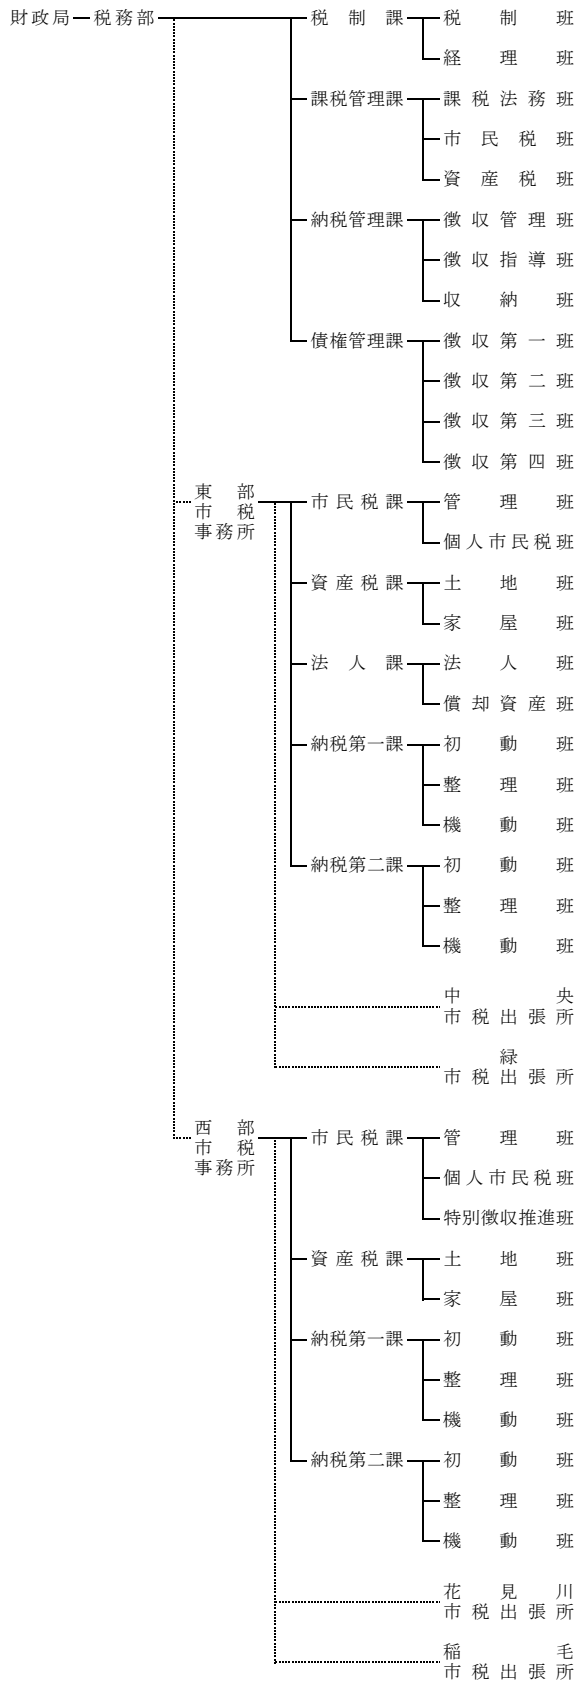 財政局 税務部 税制課 税制班
経理班
課税管理課 課税法務班
市民税班
資産税班
納税管理課 徴収管理班
徴収指導班
収納班
債権管理課 徴収第一班
徴収第二班
徴収第三班
徴収第四班
東部
市税
事務所
市民税課 管理班
個人市民税班
資産税課 土地班
家屋班
法人課 法人班
償却資産班
納税第一課 初動班
整理班
機動班
納税第二課 初動班
整理班
機動班
中央
市税出張所
緑
市税出張所
西部
市税
事務所
市民税課 管理班
個人市民税班
特別徴収推進班
資産税課 土地班
家屋班
納税第一課 初動班
整理班
機動班
納税第二課 初動班
整理班
機動班
花見川
市税出張所
稲毛
市税出張所